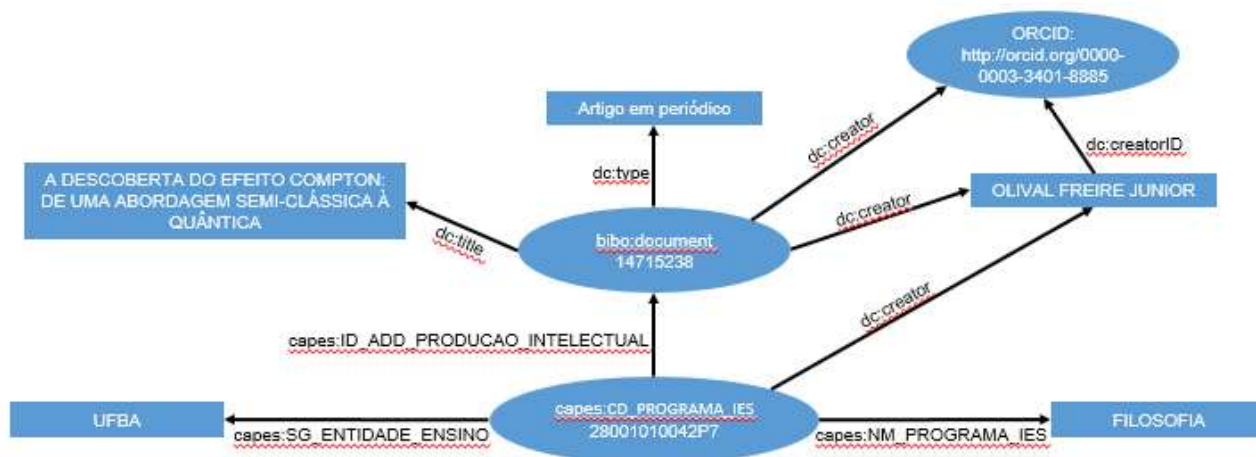 ORCID:
http://orcid.org/0000-
0003-3401-8885
Artigo em periódico
dc:creator
dc:creatorID
dc:type
A DESCOBERTA DO EFEITO COMPTON:
DE UMA ABORDAGEM SEMI-CLÁSSICA À
QUÂNTICA
OLIVAL FREIRE JUNIOR
dc:creator
dc:title
bibo:document
14715238
dc:creator
capes:ID_ADD_PRODUCAO_INTELECTUAL
capes:CD_PROGRAMA_IES
28001010042P7
UFBA
capes:SG_ENTIDADE_ENSINO
capes:NM_PROGRAMA_IES
FILOSOFIA